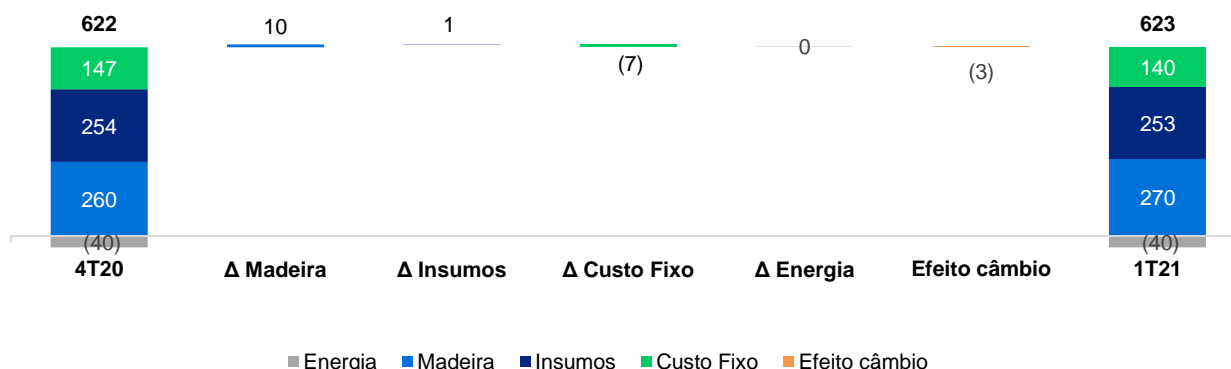 622
10
1
(7)
0
(3)
623
147
254
260
(40)
140
253
270
(40)
4T20
Δ Madeira
Δ Insumos
Δ Custo Fixo
Δ Energia
Efeito câmbio
1T21
Energia
Madeira
Insumos
Custo Fixo
Efeito câmbio